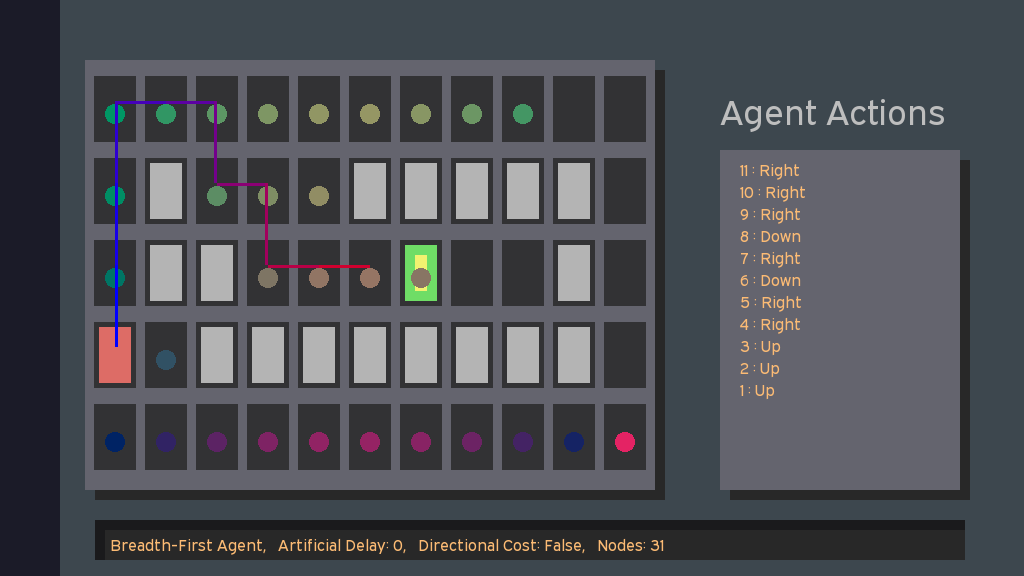 Agent Actions
11 : Right
10 : Right
9 : Right
8 : Down
7 : Right
6 : Down
5 : Right
4 : Right
3 : Up
2 : Up
1 : Up
Breadth-First Agent,   Artificial Delay: 0,   Directional Cost: False,   Nodes: 31